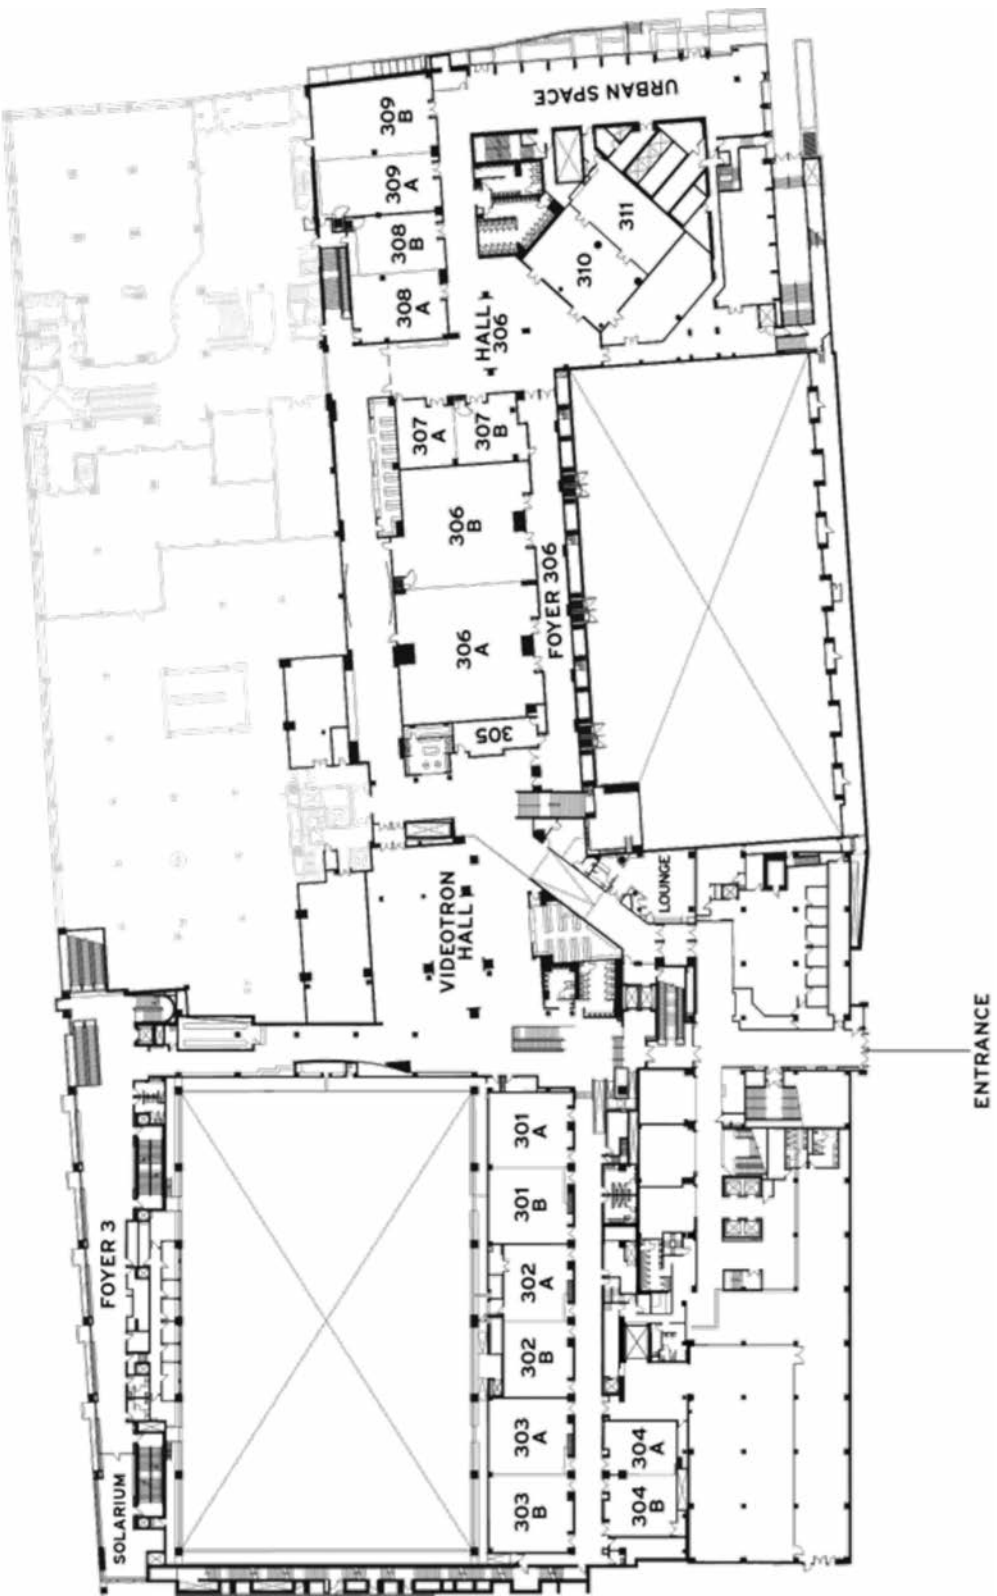 URBAN SPACE
309
B
309
A
308
B
308
A
311
310
HALL
306
307
A
307
B
306
B
306
A
FOYER 306
305
LOUNGE
VIDEOTRON
HALL
ENTRANCE
301
A
301
B
302
A
302
B
303
A
303
B
304
A
304
B
FOYER 3
SOLARIUM